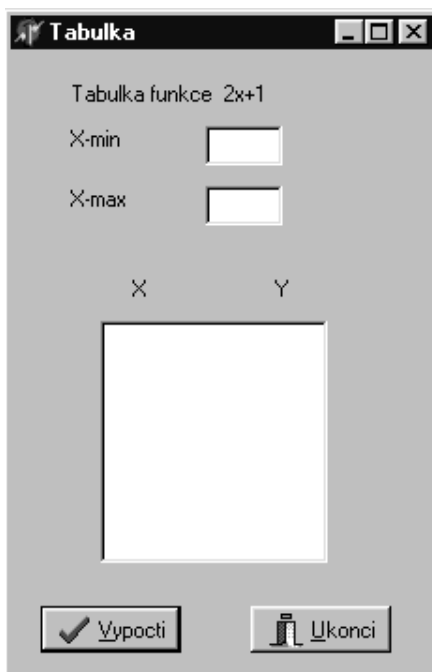 Tabulka
Tabulka funkce 2x+1
X-min
X-max
X Y
Vypocti Ukonci